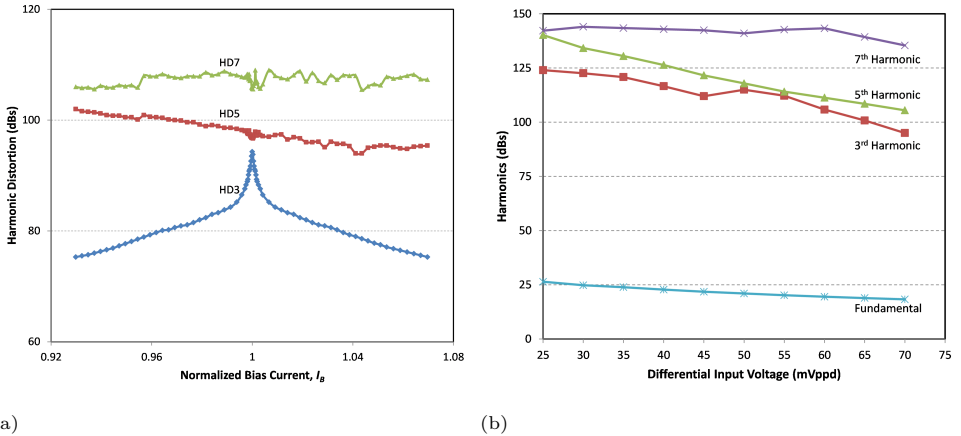 120
100
80
60
Harmonic Distortion (dBs)
HD7
HD5
HD3
0.92
0.96
1
1.04
1.08
Normalized Bias Current, I_B
a)
150
125
100
75
50
25
0
Harmonics (dBs)
7th Harmonic
5th Harmonic
3rd Harmonic
Fundamental
25
30
35
40
45
50
55
60
65
70
75
Differential Input Voltage (mVppd)
(b)